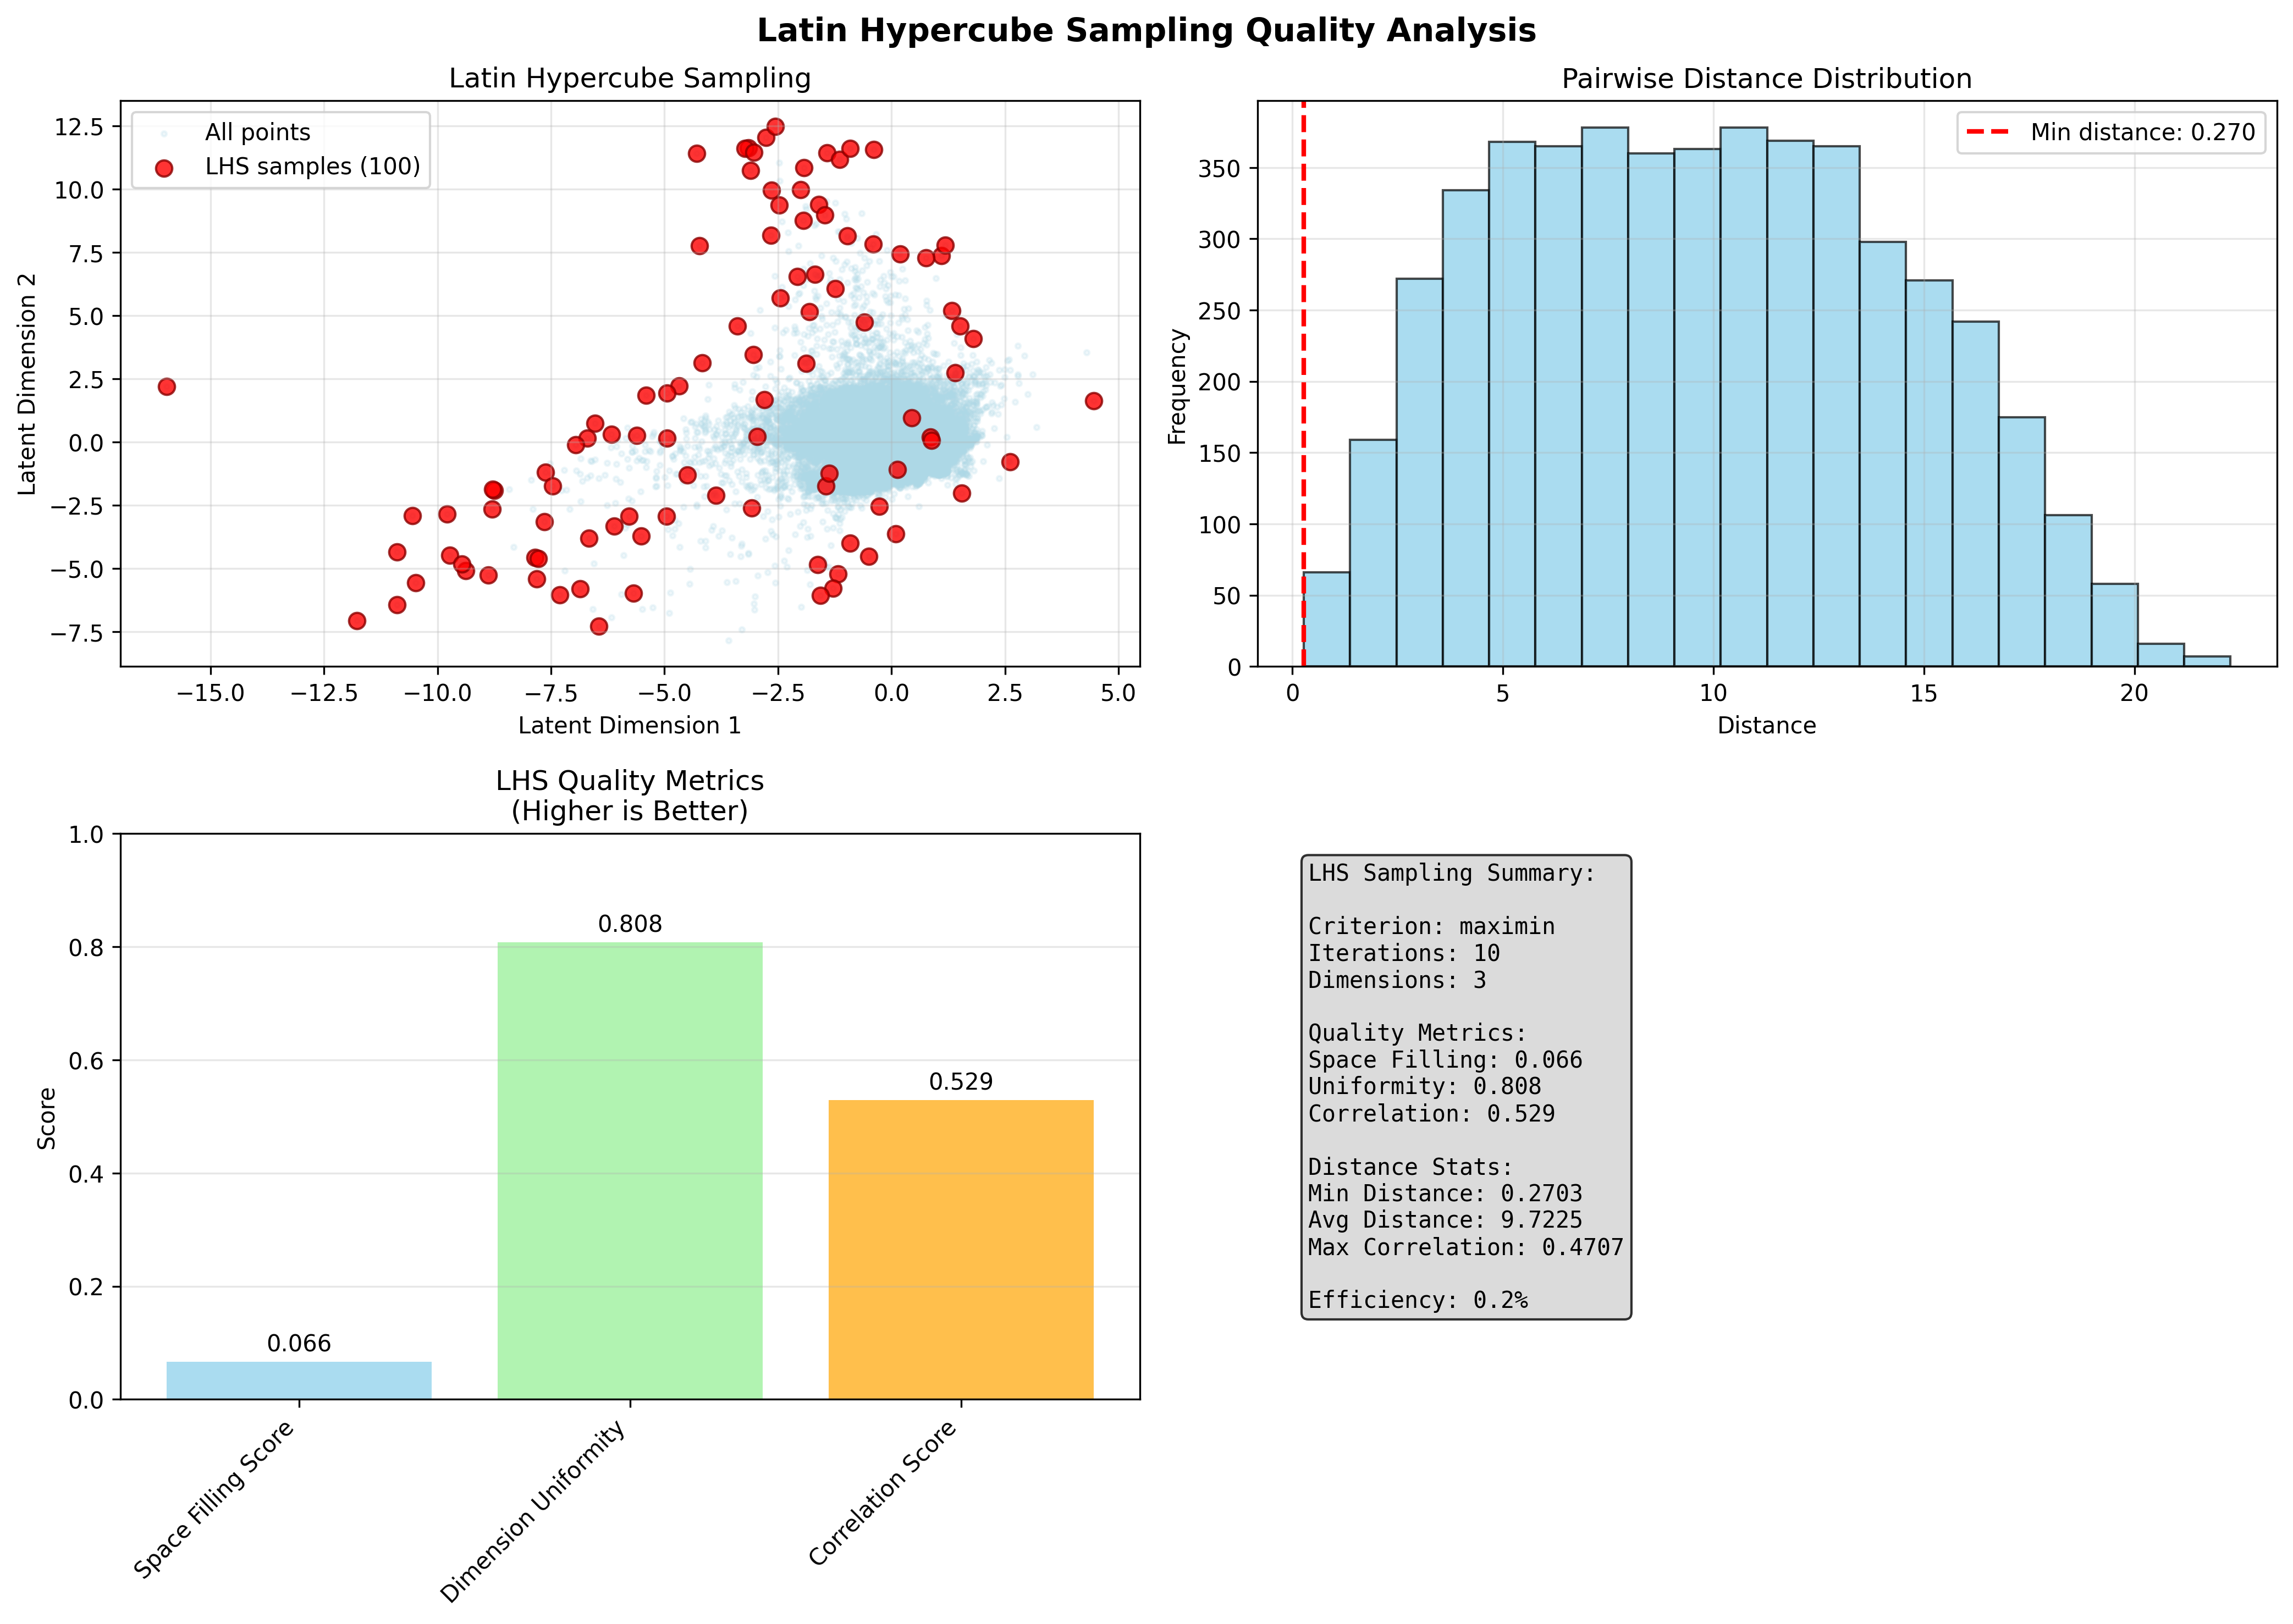 Latin Hypercube Sampling Quality Analysis
Latin Hypercube Sampling
12.5
10.0
7.5
5.0
2.5
0.0
−2.5
−5.0
−7.5
Latent Dimension 2
All points
LHS samples (100)
−15.0
−12.5
−10.0
−7.5
−5.0
−2.5
0.0
2.5
5.0
Latent Dimension 1
Pairwise Distance Distribution
350
300
250
200
150
100
50
0
Frequency
Min distance: 0.270
0
5
10
15
20
Distance
LHS Quality Metrics
(Higher is Better)
1.0
0.8
0.6
0.4
0.2
0.0
Score
0.066
0.808
0.529
Space Filling Score
Dimension Uniformity
Correlation Score
LHS Sampling Summary:
Criterion: maximin
Iterations: 10
Dimensions: 3
Quality Metrics:
Space Filling: 0.066
Uniformity: 0.808
Correlation: 0.529
Distance Stats:
Min Distance: 0.2703
Avg Distance: 9.7225
Max Correlation: 0.4707
Efficiency: 0.2%